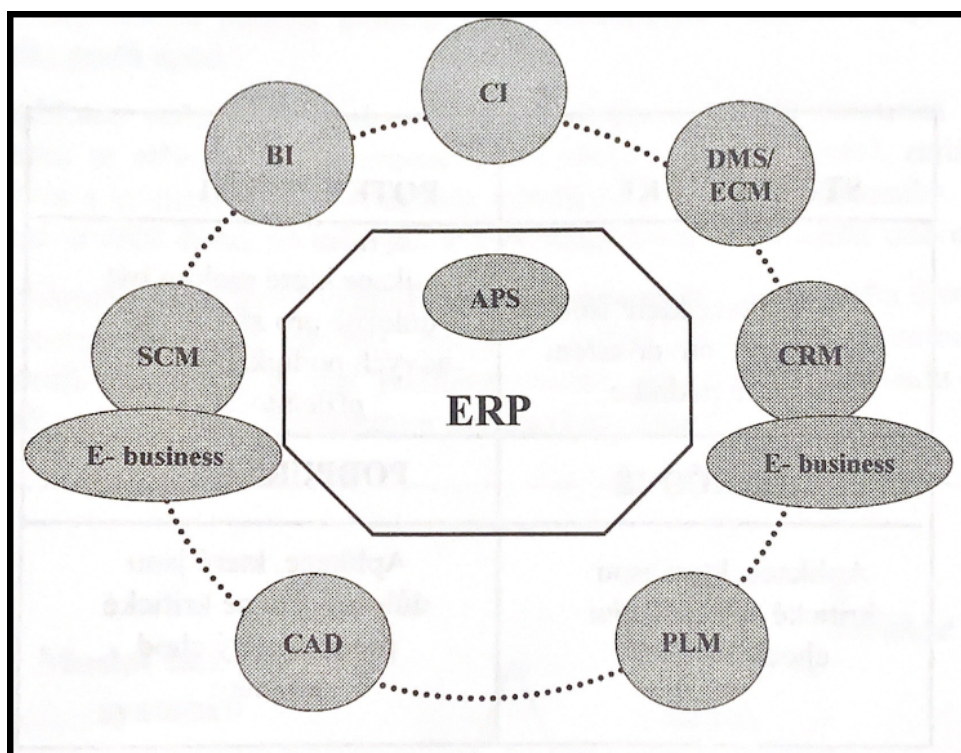 CI
BI
DMS/
ECM
APS
SCM
CRM
ERP
E- business
E- business
CAD
PLM